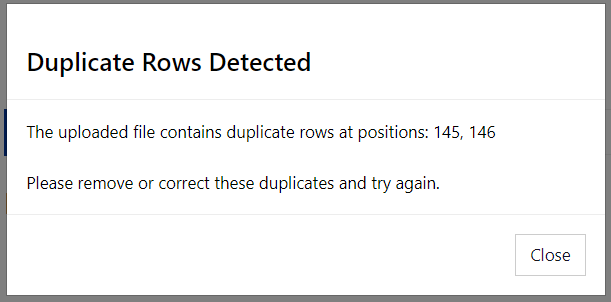 Duplicate Rows Detected
The uploaded file contains duplicate rows at positions: 145, 146
Please remove or correct these duplicates and try again.
Close